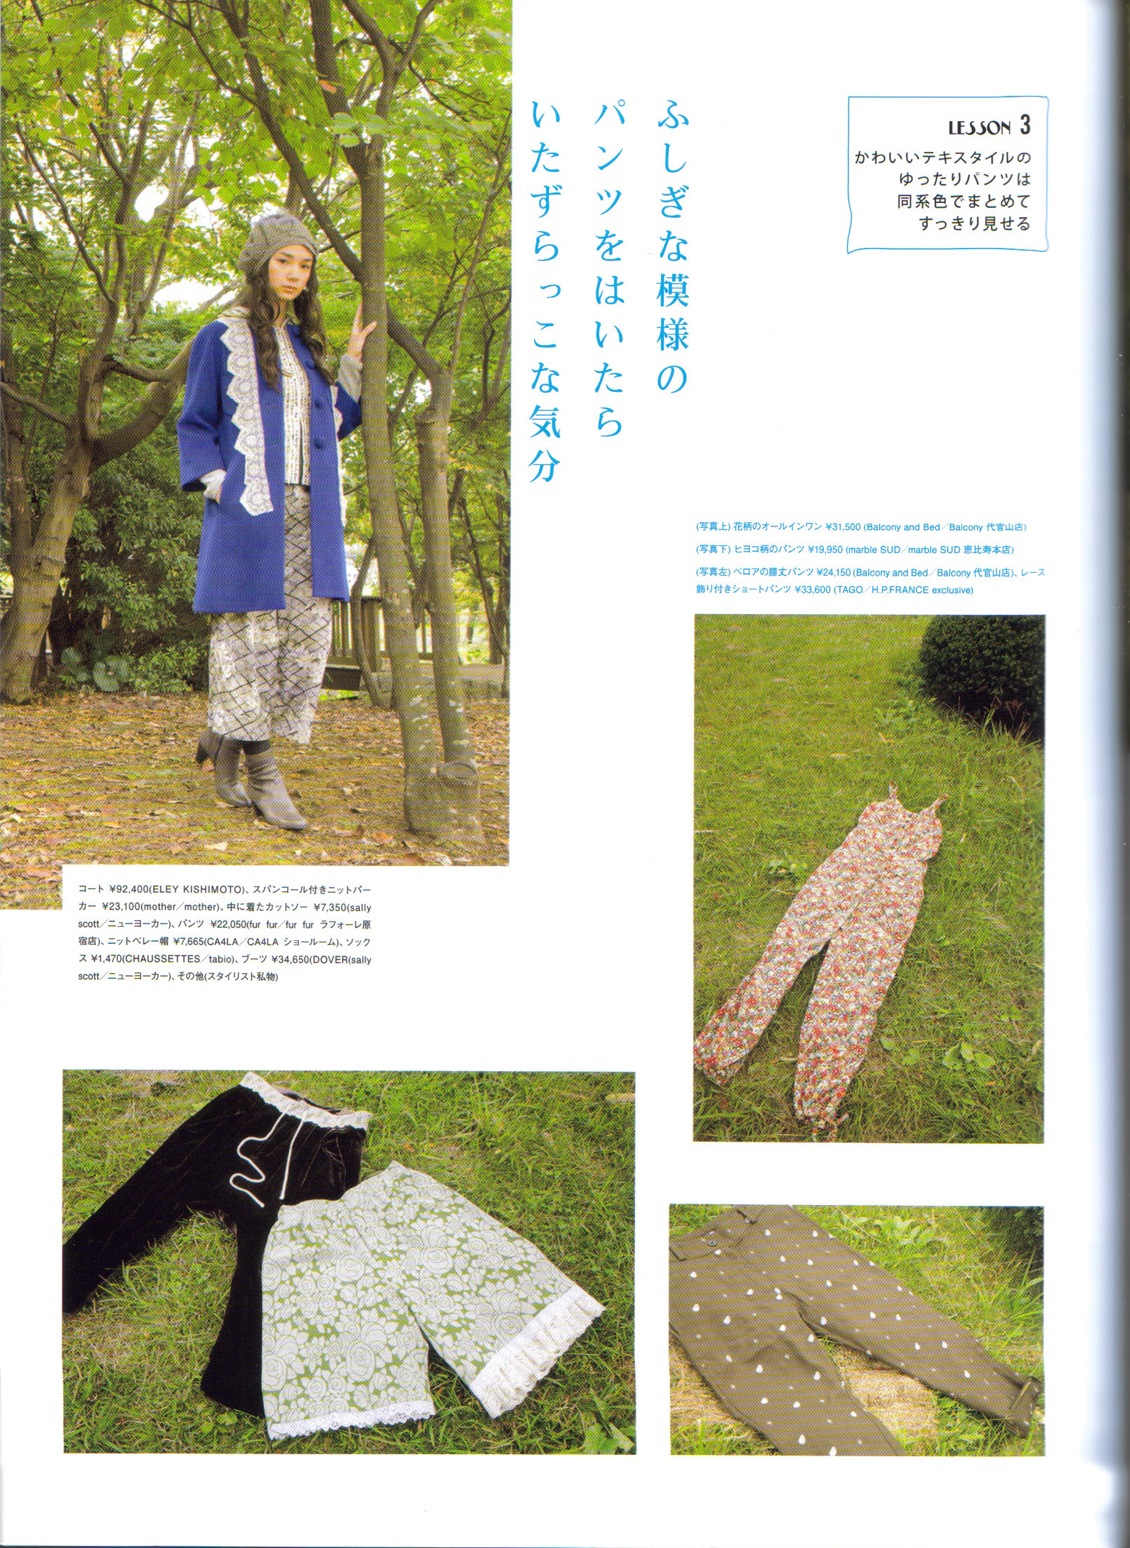 LESSON 3
かわいいテキスタイルの
ゆったりパンツは
同系色でまとめて
すっきり見せる
ふしぎな模様の
パンツをはいたら
いたずらっこな気分
(写真上) 花柄のオールインワン ¥31,500 (Balcony and Bed／Balcony 代官山店)
(写真下) ヒヨコ柄のパンツ ¥19,950 (marble SUD／marble SUD 恵比寿本店)
(写真左) ベロアの膝丈パンツ ¥24,150 (Balcony and Bed／Balcony 代官山店)、レース
飾り付きショートパンツ ¥33,600 (TAGO／H.P.FRANCE exclusive)
コート ¥92,400(ELEY KISHIMOTO)、スパンコール付きニットパー
カー ¥23,100(mother／mother)、中に着たカットソー ¥7,350(sally
scott／ニューヨーカー)、パンツ ¥22,050(fur fur／fur fur ラフォーレ原
宿店)、ニットベレー帽 ¥7,665(CA4LA／CA4LA ショールーム)、ソック
ス ¥1,470(CHAUSSETTES／tabio)、ブーツ ¥34,650(DOVER(sally
scott／ニューヨーカー)、その他(スタイリスト私物)